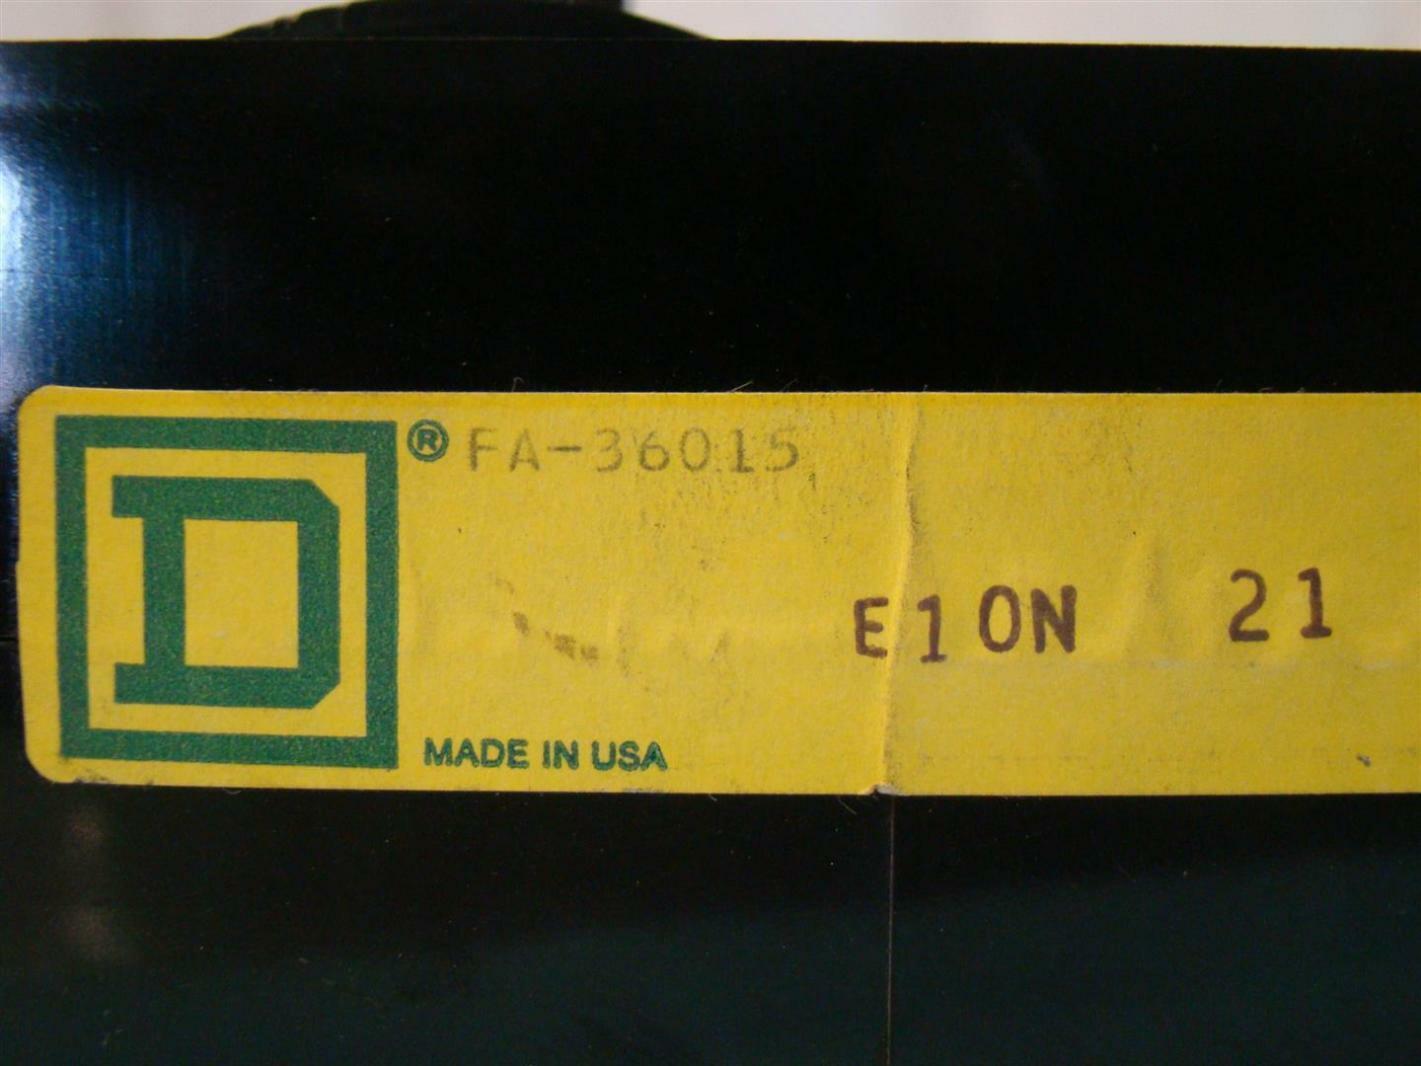 D® FA-36015
E10N 21
MADE IN USA